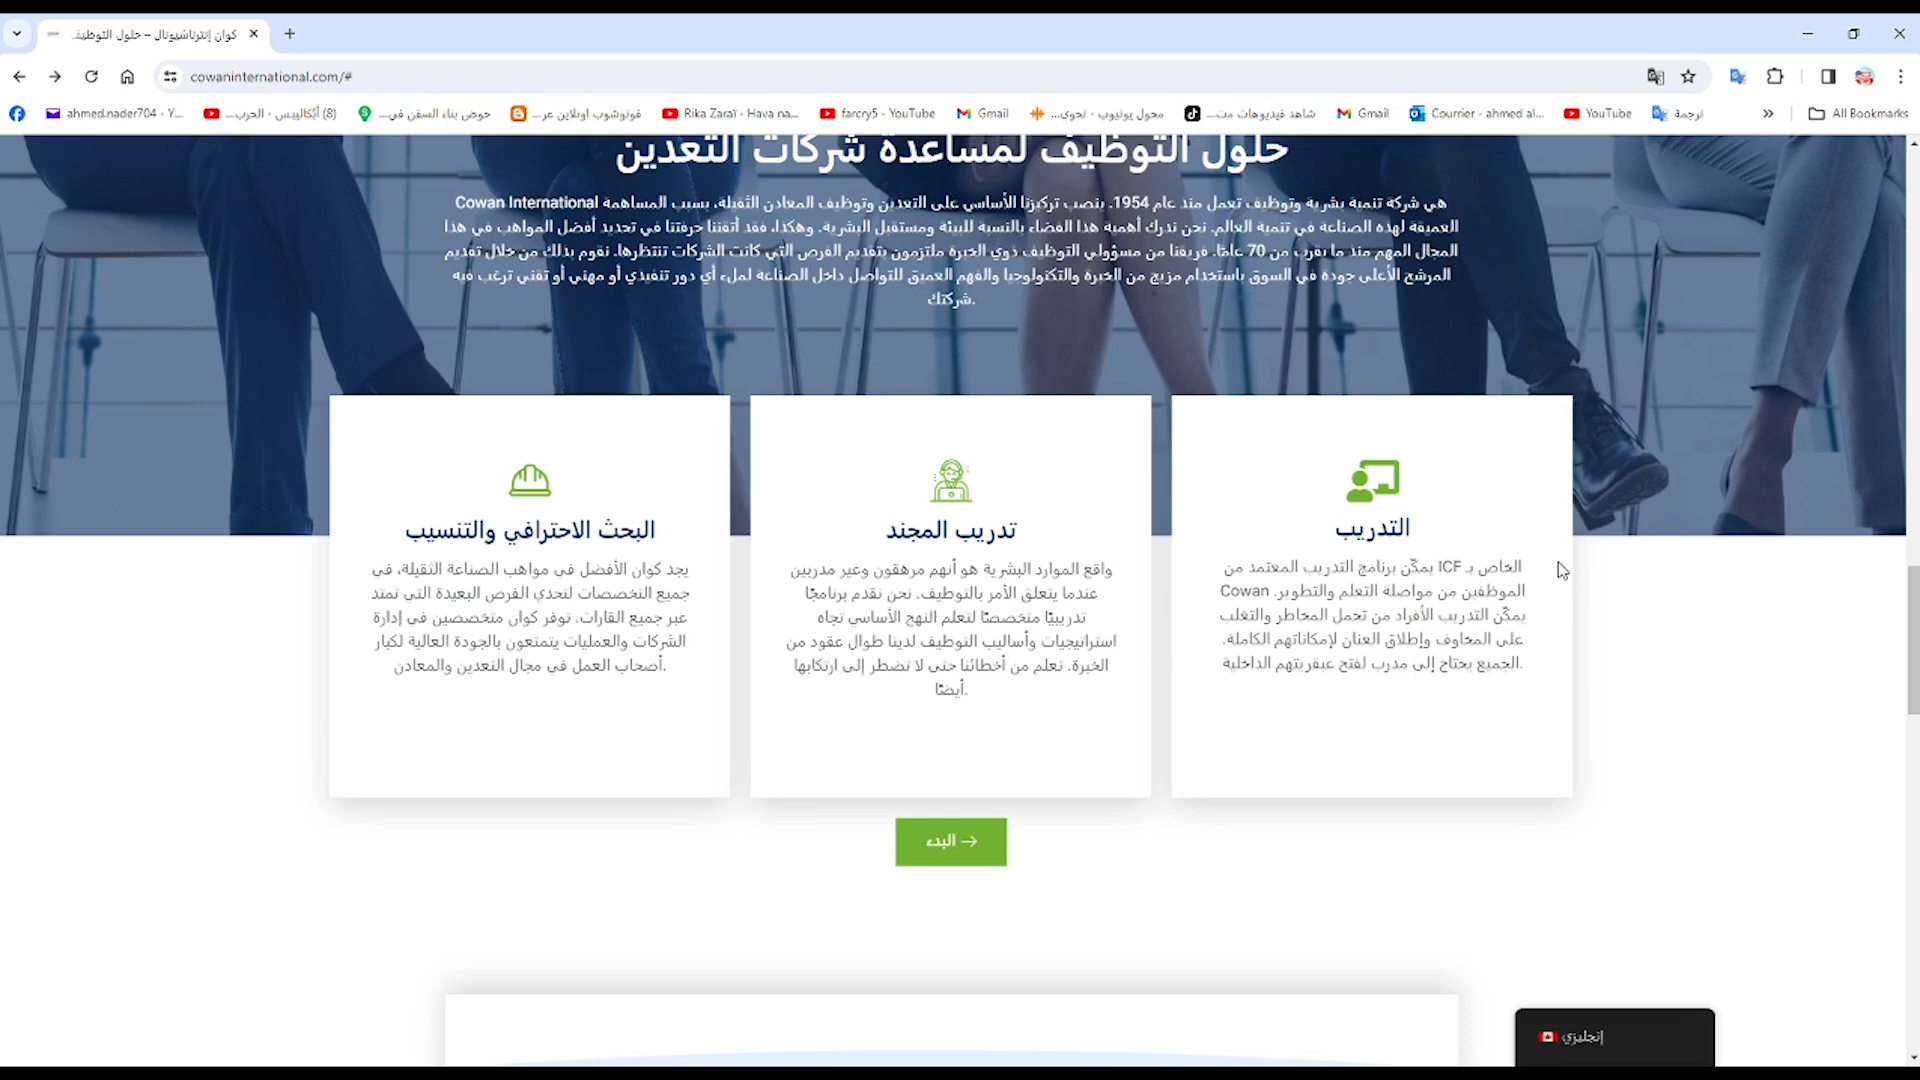 كوان إنترناشيونال – حلول التوظيف
cowaninternational.com/#
ahmed.nader704 - Y...
(8) أبّكالیپس - الحرب...
حوض بناء السفن في...
فوتوشوب اونلاين عر...
Rika Zaraï - Hava na...
farcry5 - YouTube
Gmail
محول يوتيوب - تحوي...
شاهد فيديوهات مت...
Gmail
Courrier - ahmed al...
YouTube
ترجمة
All Bookmarks
حلول التوظيف لمساعدة شركات التعدين
Cowan International هي شركة تنمية بشرية وتوظيف تعمل منذ عام 1954. ينصب تركيزنا الأساسي على التعدين وتوظيف المعادن الثقيلة، بسبب المساهمة
العميقة لهذه الصناعة في تنمية العالم. نحن ندرك أهمية هذا الفضاء بالنسبة للبيئة ومستقبل البشرية. وهكذا، فقد أتقننا حرفتنا في تحديد أفضل المواهب في هذا
المجال المهم منذ ما يقرب من 70 عامًا. فريقنا من مسؤولي التوظيف ذوي الخبرة ملتزمون بتقديم الفرص التي كانت الشركات تنتظرها. نقوم بذلك من خلال تقديم
المرشح الأعلى جودة في السوق باستخدام مزيج من الخبرة والتكنولوجيا والفهم العميق للتواصل داخل الصناعة لملء أي دور تنفيذي أو مهني أو تقني ترغب فيه
شركتك.
التدريب
الخاص بـ ICF يمكّن برنامج التدريب المعتمد من
الموظفين من مواصلة التعلم والتطوير. Cowan
يمكّن التدريب الأفراد من تحمل المخاطر والتغلب
على المخاوف وإطلاق العنان لإمكاناتهم الكاملة.
الجميع يحتاج إلى مدرب لفتح عبقريتهم الداخلية.
تدريب المجند
واقع الموارد البشرية هو أنهم مرهقون وغير مدربين
عندما يتعلق الأمر بالتوظيف. نحن نقدم برنامجًا
تدريبيًا متخصصًا لتعلم النهج الأساسي تجاه
استراتيجيات وأساليب التوظيف لدينا طوال عقود من
الخبرة. تعلم من أخطائنا حتى لا تضطر إلى ارتكابها
أيضًا.
البحث الاحترافي والتنسيب
يجد كوان الأفضل في مواهب الصناعة الثقيلة، في
جميع التخصصات لتحدي الفرص البعيدة التي تمتد
عبر جميع القارات. توفر كوان متخصصين في إدارة
الشركات والعمليات يتمتعون بالجودة العالية لكبار
أصحاب العمل في مجال التعدين والمعادن.
البدء →
إنجليزي